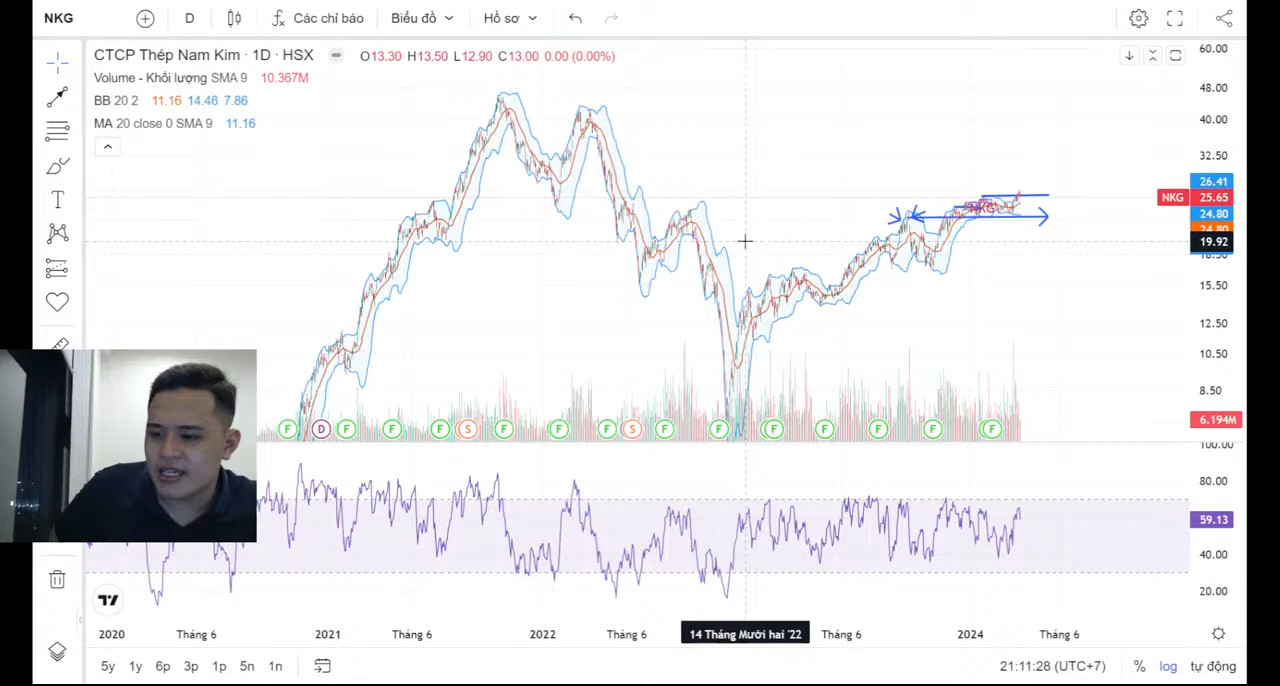 NKG D Các chỉ báo Biểu đồ Hồ sơ
CTCP Thép Nam Kim · 1D · HSX O13.30 H13.50 L12.90 C13.00 0.00 (0.00%)
Volume - Khối lượng SMA 9 10.367M
BB 20 2 11.16 14.46 7.86
MA 20 close 0 SMA 9 11.16
60.00
48.00
40.00
32.50
26.41
NKG 25.65
24.80
24.80
19.92
18.50
15.50
12.50
10.50
8.50
6.194M
NKG
F D F F F S F F F S F F F F F F F
100.00
80.00
59.13
40.00
20.00
2020 Tháng 6 2021 Tháng 6 2022 Tháng 6 14 Tháng Mười hai '22 Tháng 6 2024 Tháng 6
5y 1y 6p 3p 1p 5n 1n 21:11:28 (UTC+7) % log tự động